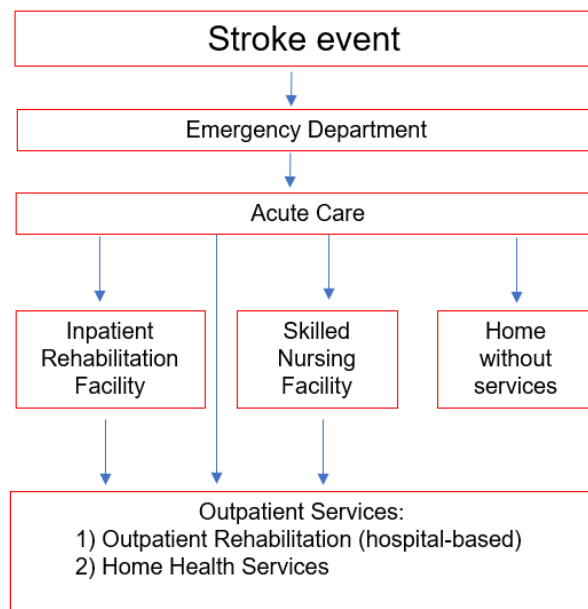 Stroke event
Emergency Department
Acute Care
Inpatient
Rehabilitation
Facility
Skilled
Nursing
Facility
Home
without
services
Outpatient Services:
1) Outpatient Rehabilitation (hospital-based)
2) Home Health Services